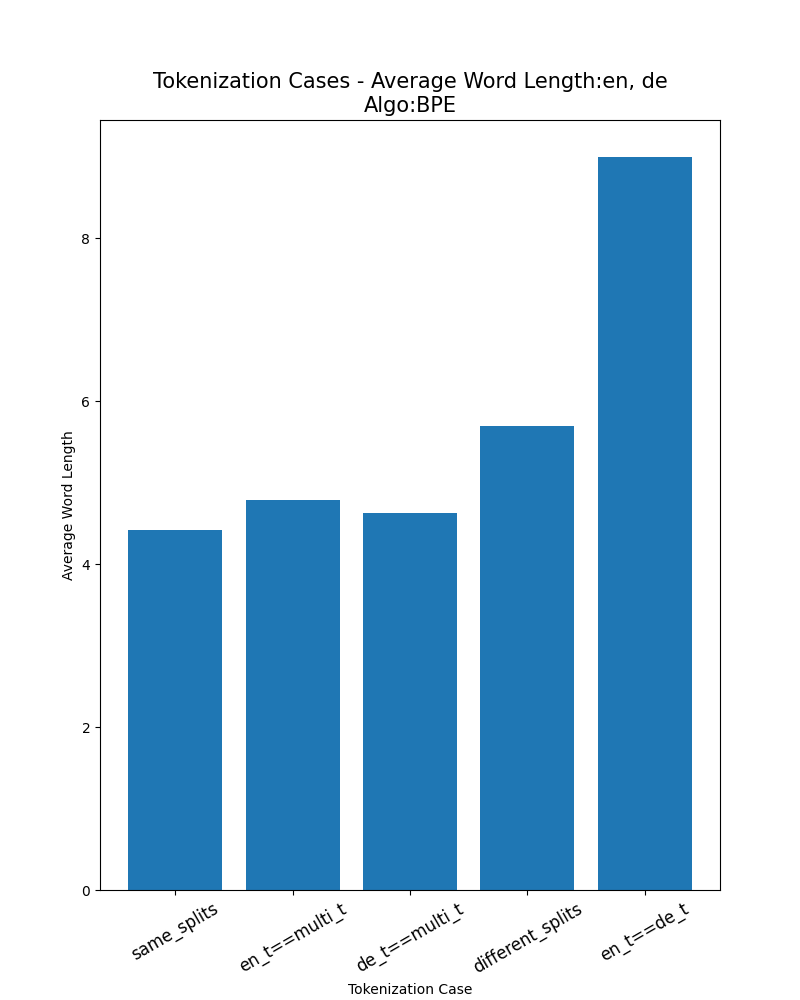 Tokenization Cases - Average Word Length:en, de
Algo:BPE
8
6
4
2
0
Average Word Length
same_splits
en_t==multi_t
de_t==multi_t
different_splits
en_t==de_t
Tokenization Case